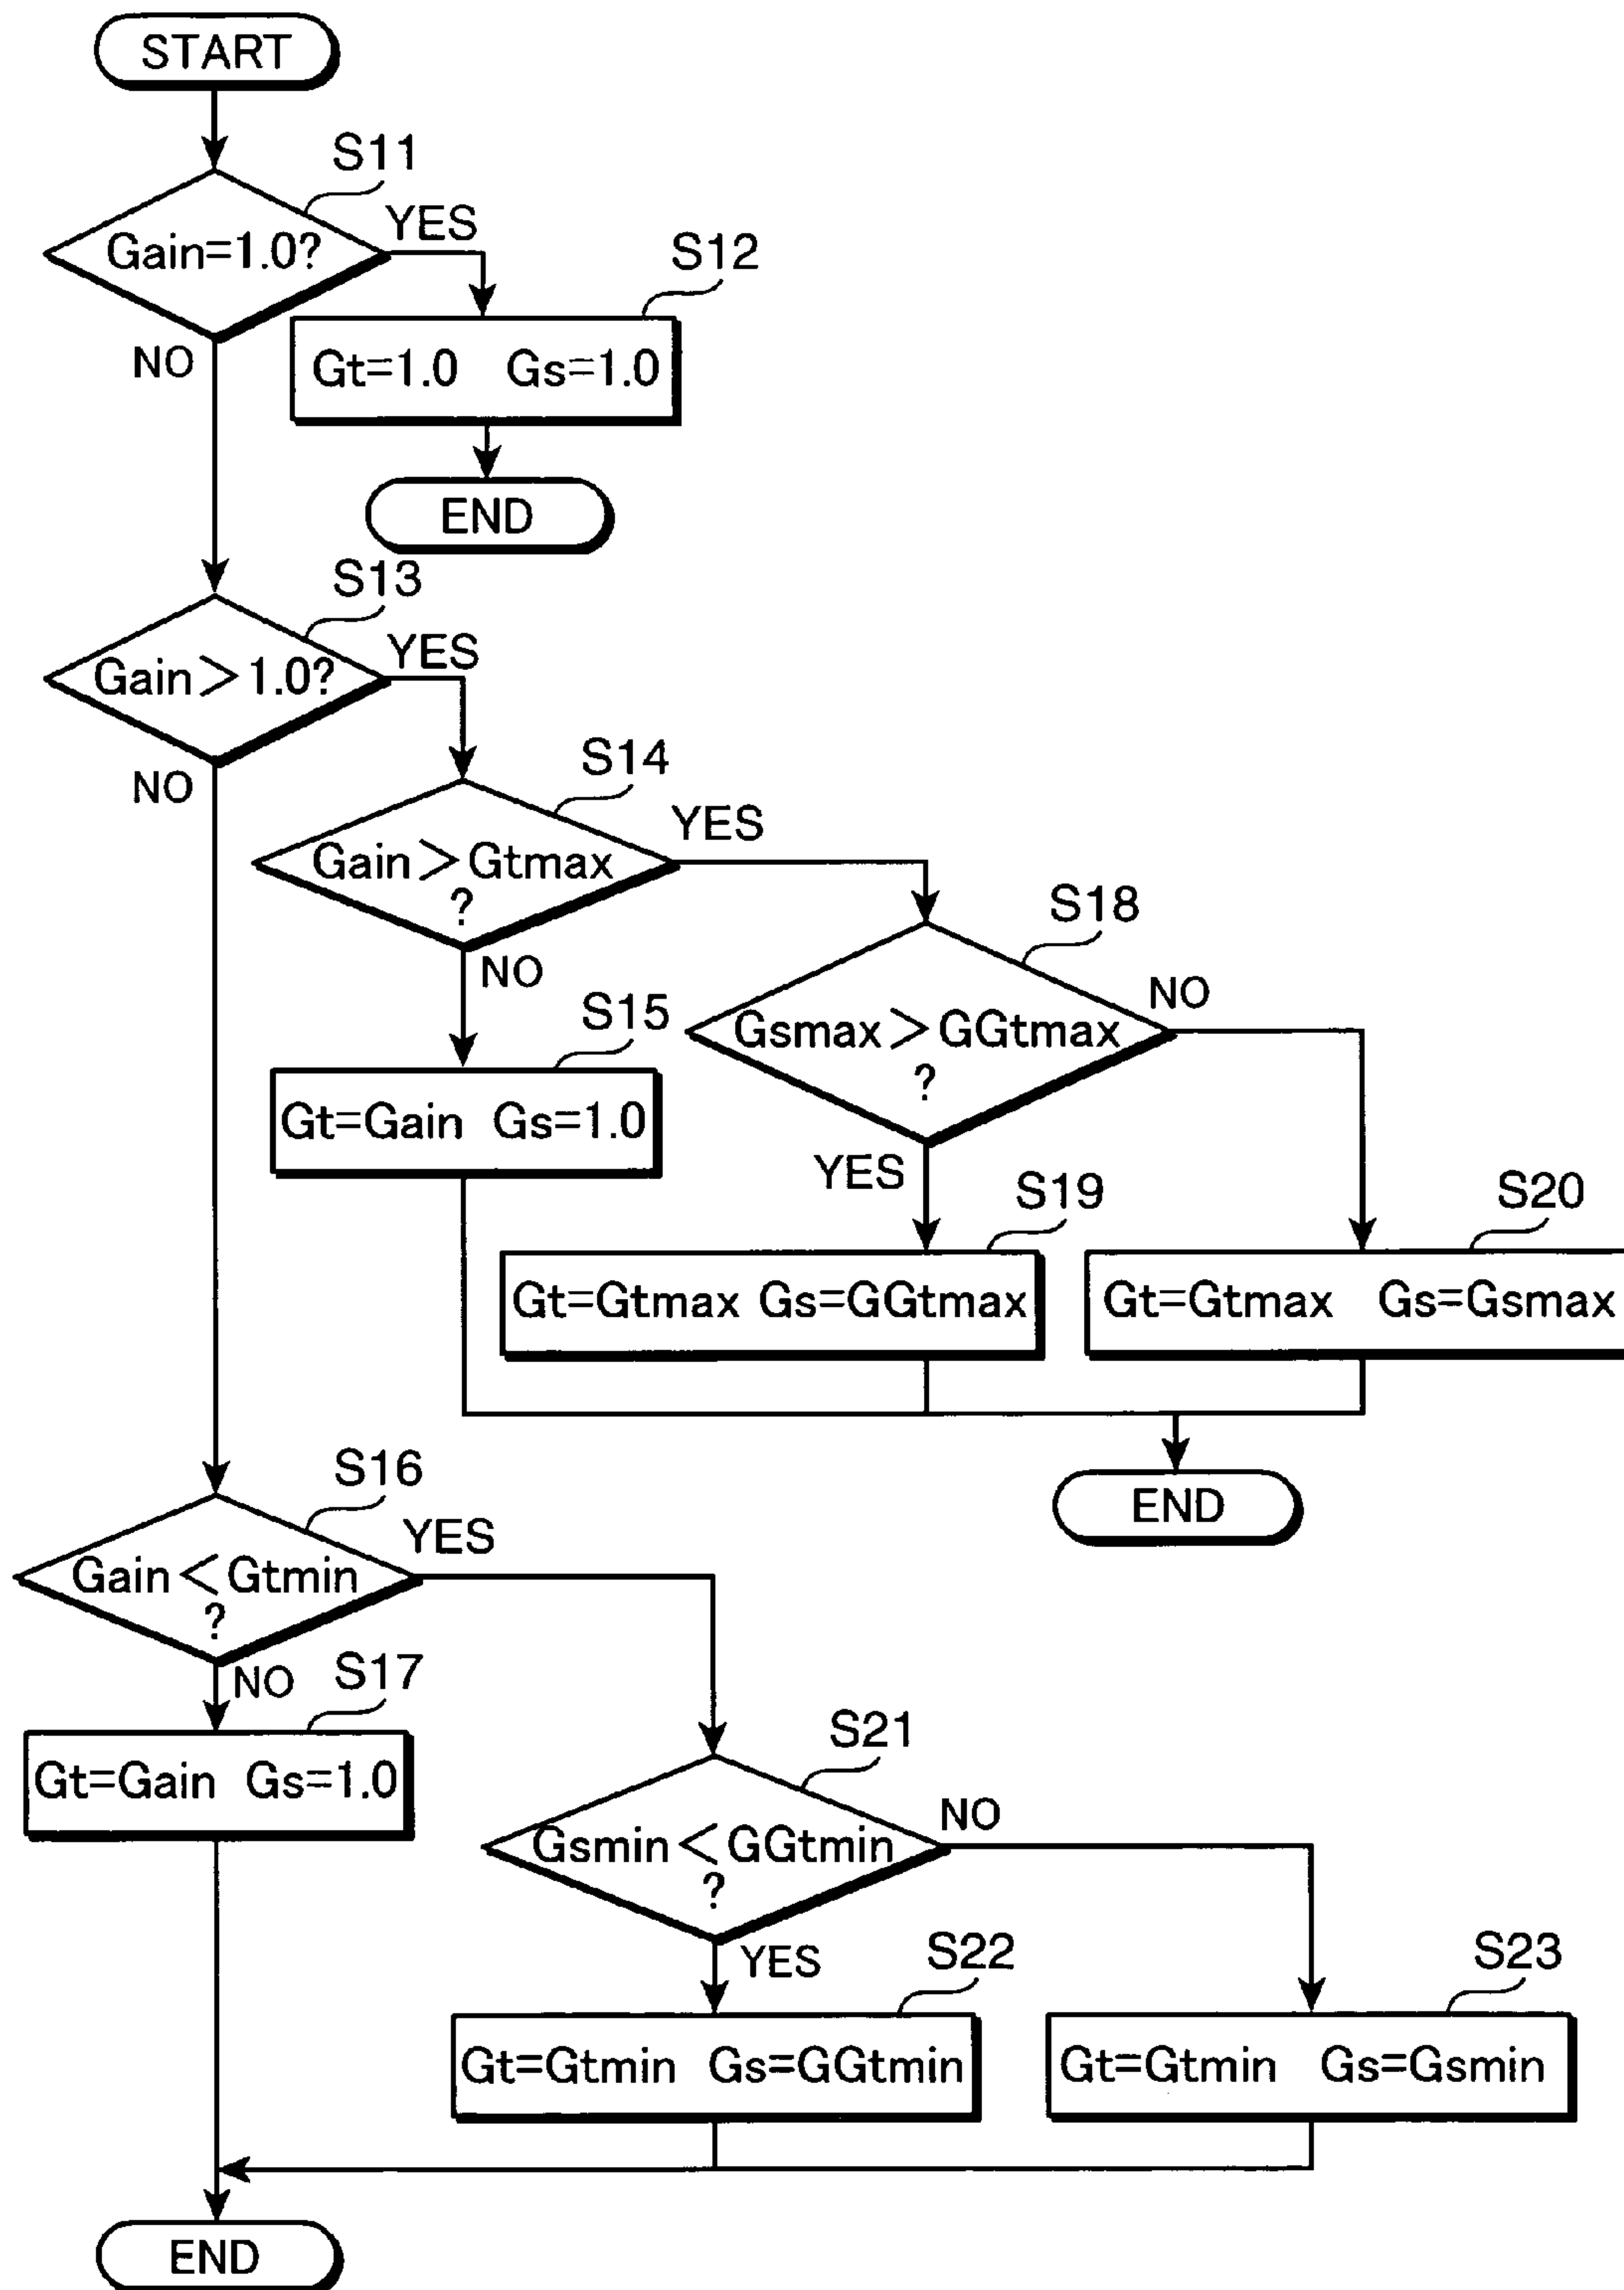 START
S11
Gain=1.0?
YES
NO
S12
Gt=1.0 Gs=1.0
END
S13
Gain>1.0?
YES
NO
S14
Gain>Gtmax
?
YES
NO
S18
Gsmax>GGtmax
?
NO
YES
S15
Gt=Gain Gs=1.0
S19
Gt=Gtmax Gs=GGtmax
S20
Gt=Gtmax Gs=Gsmax
END
S16
Gain<Gtmin
?
YES
NO
S17
Gt=Gain Gs=1.0
S21
Gsmin<GGtmin
?
NO
YES
S22
Gt=Gtmin Gs=GGtmin
S23
Gt=Gtmin Gs=Gsmin
END